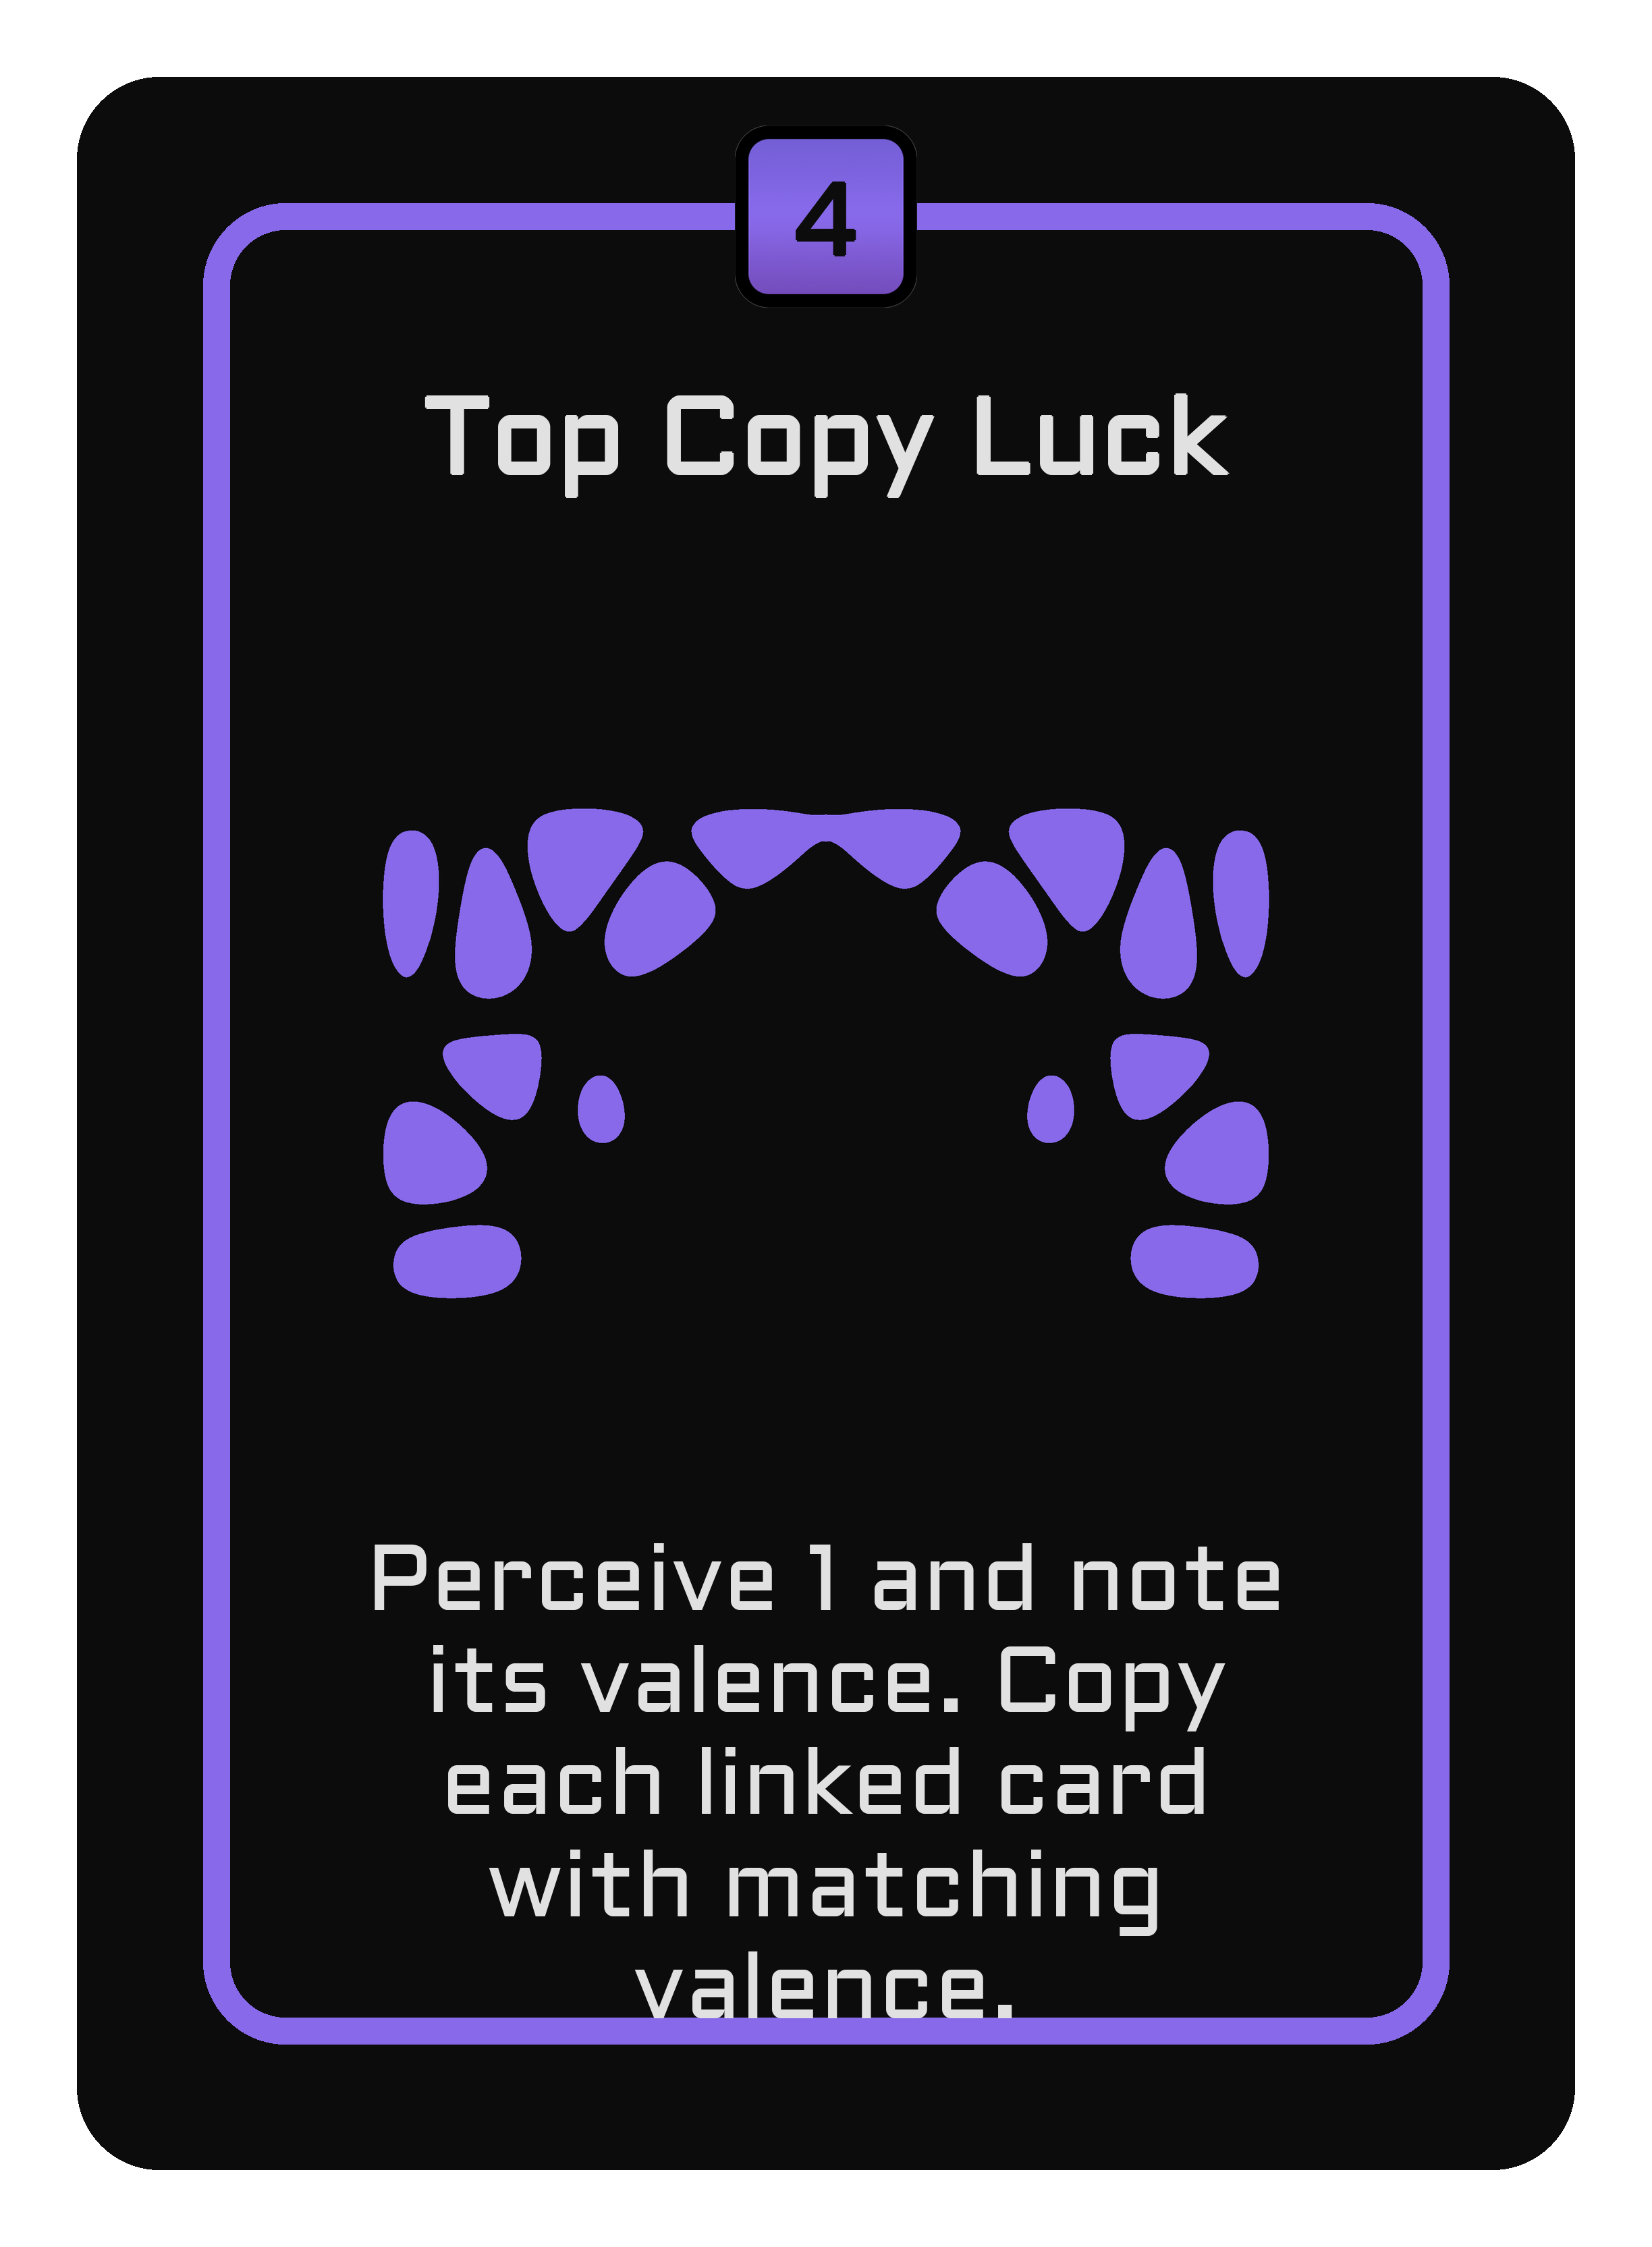 4
Top Copy Luck
Perceive 1 and note
its valence. Copy
each linked card
with matching
valence.